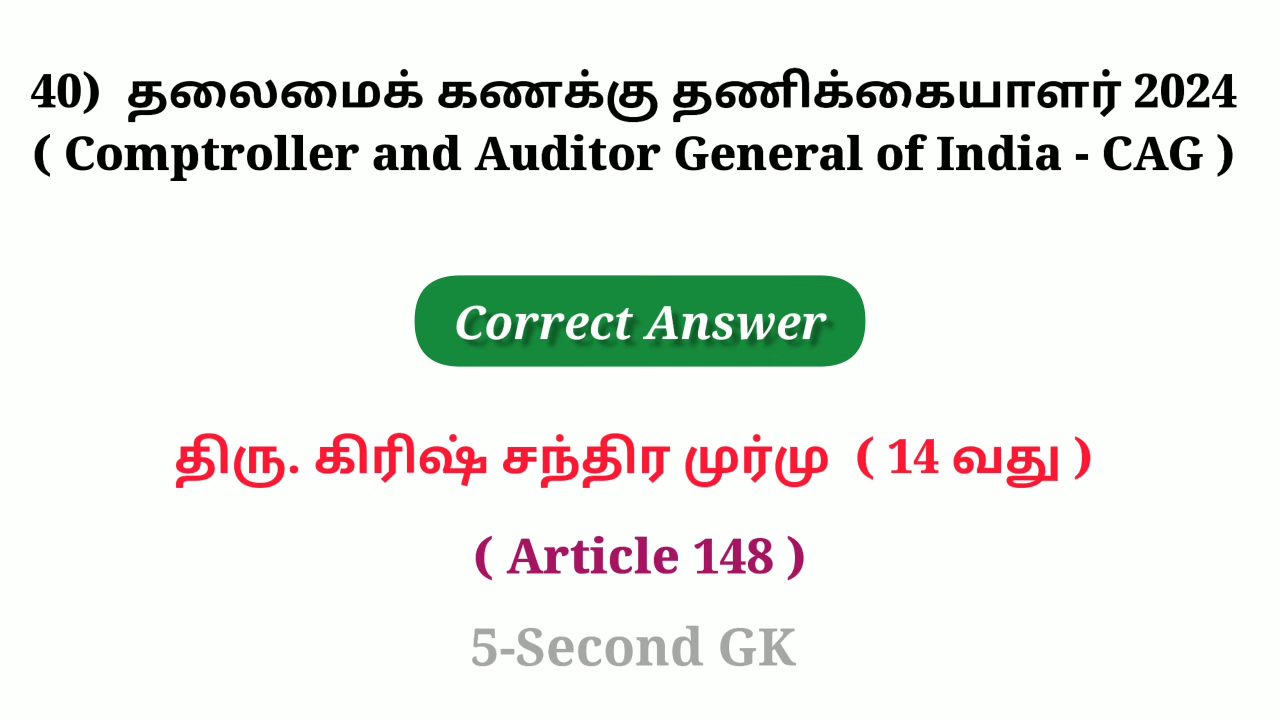 40) தலைமைக் கணக்கு தணிக்கையாளர் 2024
( Comptroller and Auditor General of India - CAG )
Correct Answer
திரு. கிரிஷ் சந்திர முர்மு ( 14 வது )
( Article 148 )
5-Second GK